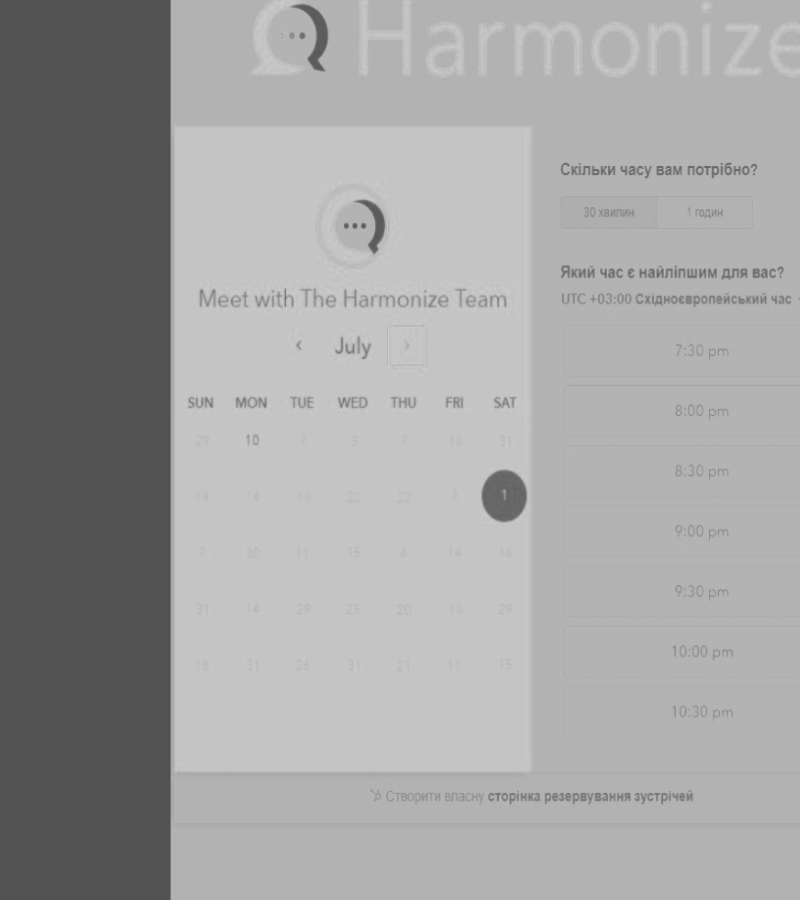 Harmonize
Meet with The Harmonize Team
‹ July ›
SUN MON TUE WED THU FRI SAT
29 10 7 3 7 10 31
19 14 10 22 22 7 1
7 30 11 15 4 14 16
31 14 29 25 20 10 29
18 31 26 31 21 11 15
Скільки часу вам потрібно?
30 хвилин 1 годин
Який час є найліпшим для вас?
UTC +03:00 Східноєвропейський час
7:30 pm
8:00 pm
8:30 pm
9:00 pm
9:30 pm
10:00 pm
10:30 pm
Створити власну сторінка резервування зустрічей